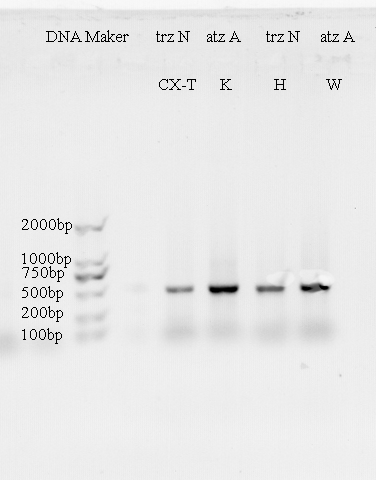 DNA Maker trz N atz A trz N atz A
CX-T K H W
2000bp
1000bp
750bp
500bp
200bp
100bp